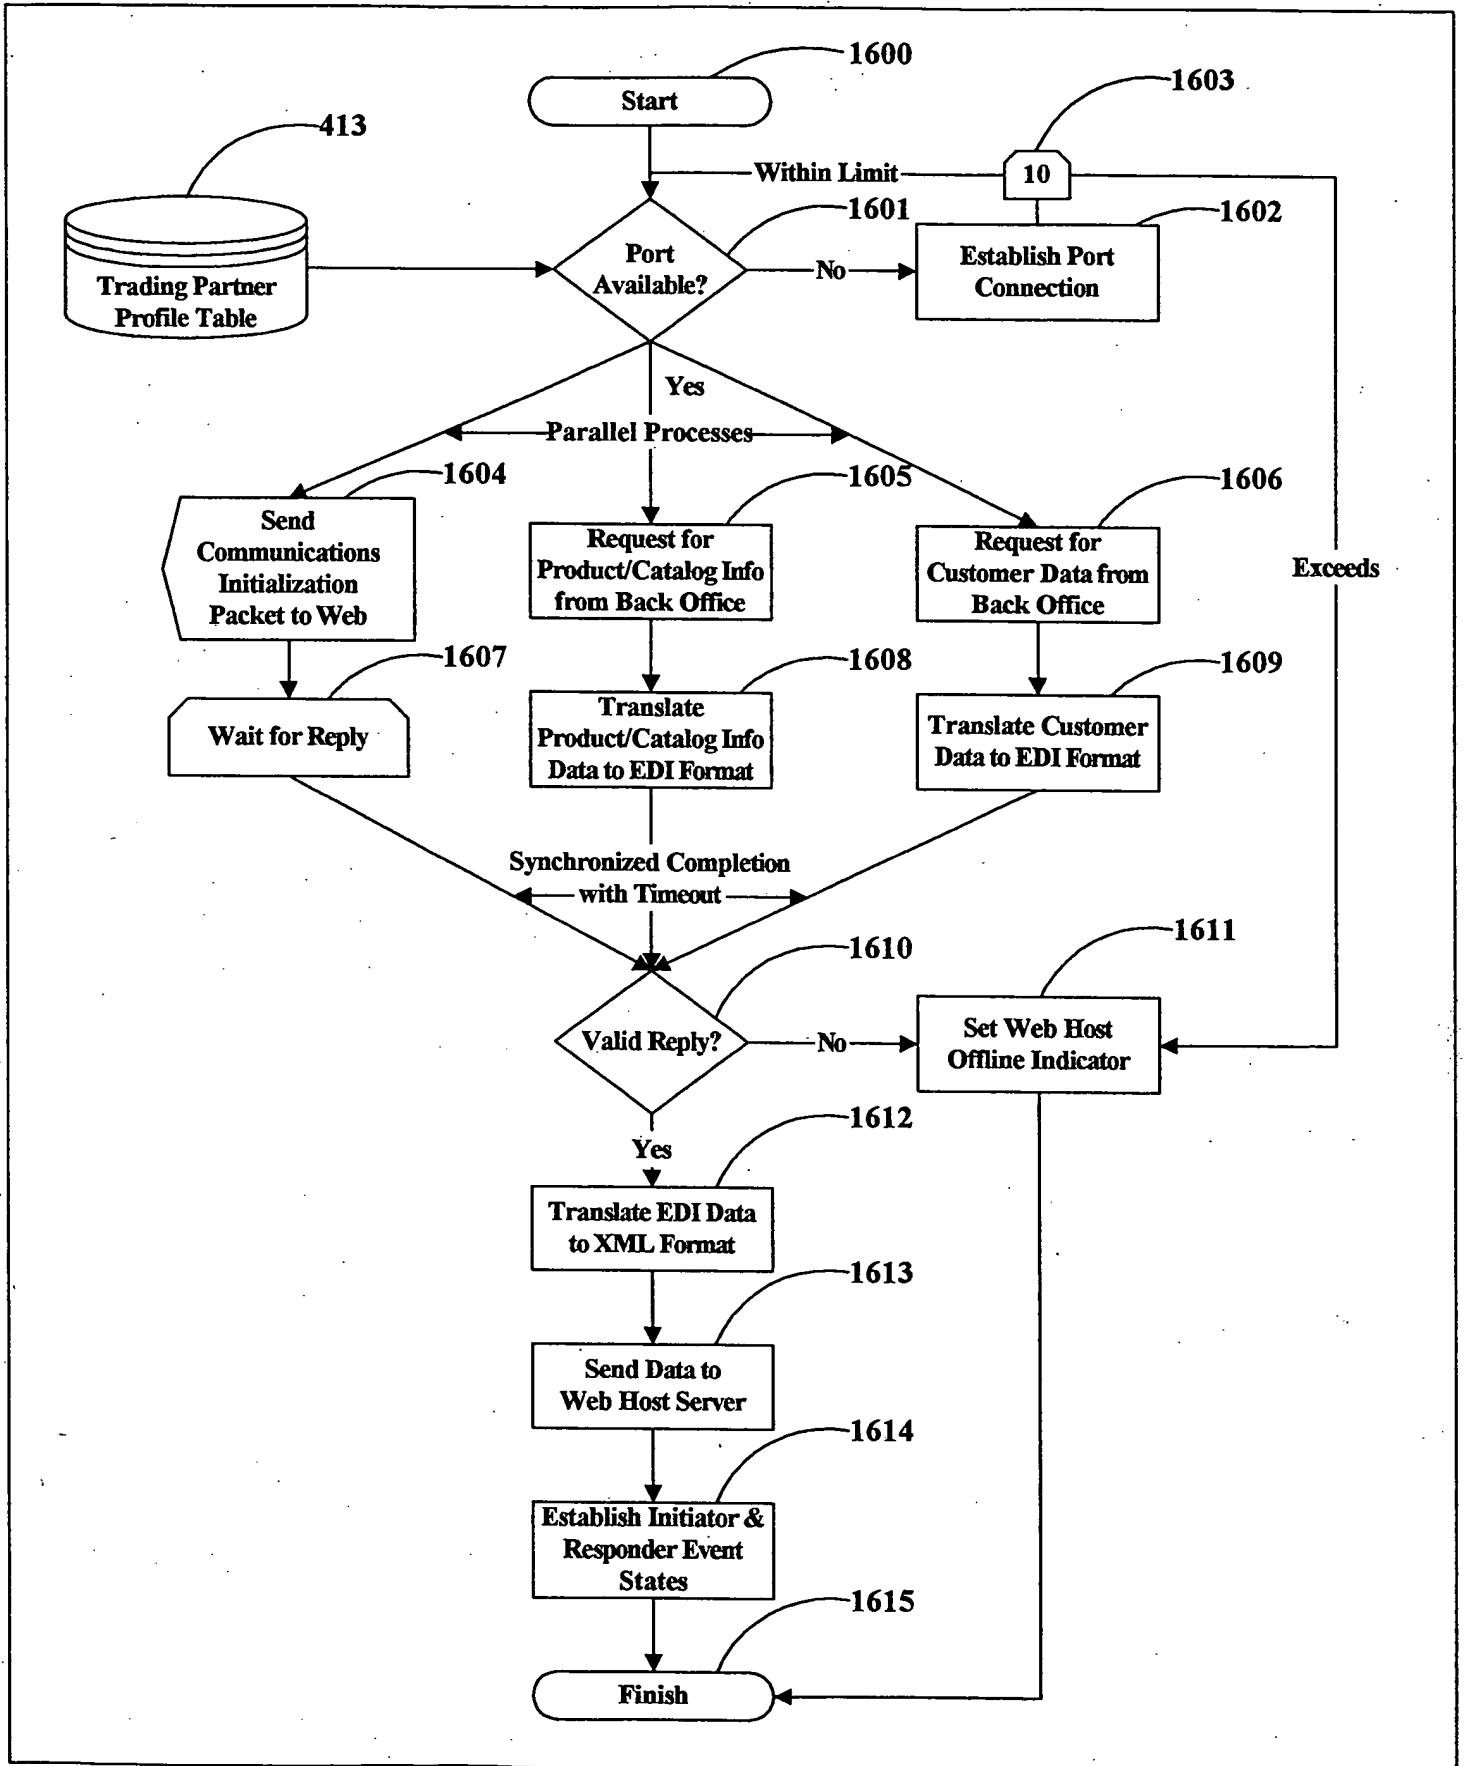 1600
Start
1603
413
Within Limit
10
1601
1602
Port
Available?
No
Establish Port
Connection
Trading Partner
Profile Table
Yes
Parallel Processes
1604
1605
1606
Send
Communications
Initialization
Packet to Web
Request for
Product/Catalog Info
from Back Office
Request for
Customer Data from
Back Office
Exceeds
1607
1608
1609
Wait for Reply
Translate
Product/Catalog Info
Data to EDI Format
Translate Customer
Data to EDI Format
Synchronized Completion
with Timeout
1610
1611
Valid Reply?
No
Set Web Host
Offline Indicator
Yes
1612
Translate EDI Data
to XML Format
1613
Send Data to
Web Host Server
1614
Establish Initiator &
Responder Event
States
1615
Finish